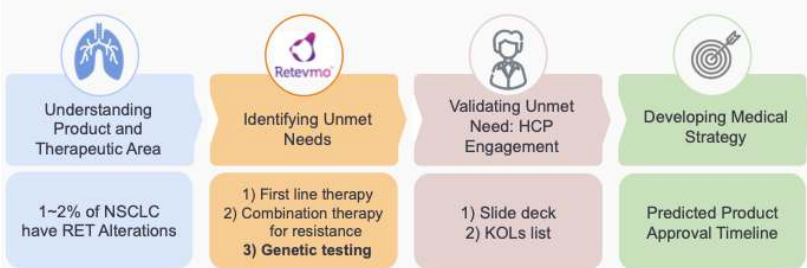 Retevmo
Understanding
Product and
Therapeutic Area
Identifying Unmet
Needs
Validating Unmet
Need: HCP
Engagement
Developing Medical
Strategy
1~2% of NSCLC
have RET Alterations
1) First line therapy
2) Combination therapy
for resistance
3) Genetic testing
1) Slide deck
2) KOLs list
Predicted Product
Approval Timeline